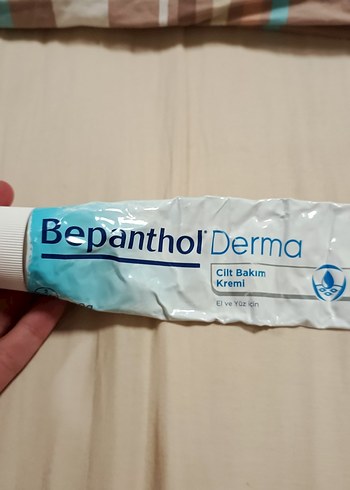 Bepanthol® Derma
Cilt Bakım
Kremi
El ve Yüz için